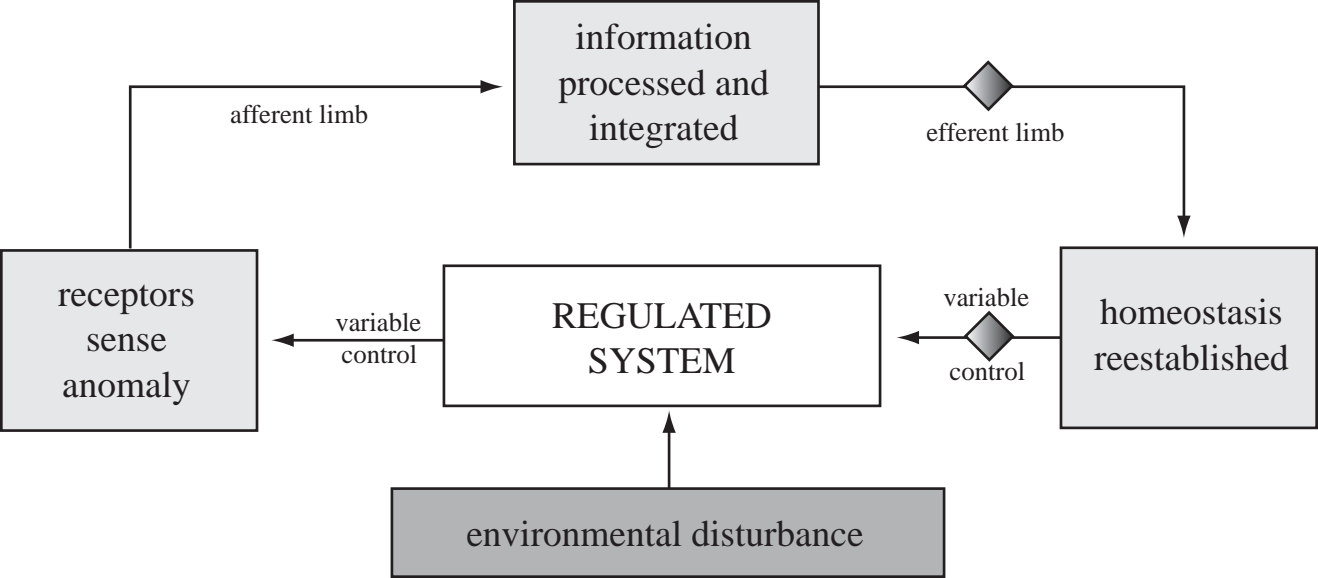 information
processed and
integrated
afferent limb
efferent limb
receptors
sense
anomaly
variable
control
REGULATED
SYSTEM
variable
control
homeostasis
reestablished
environmental disturbance